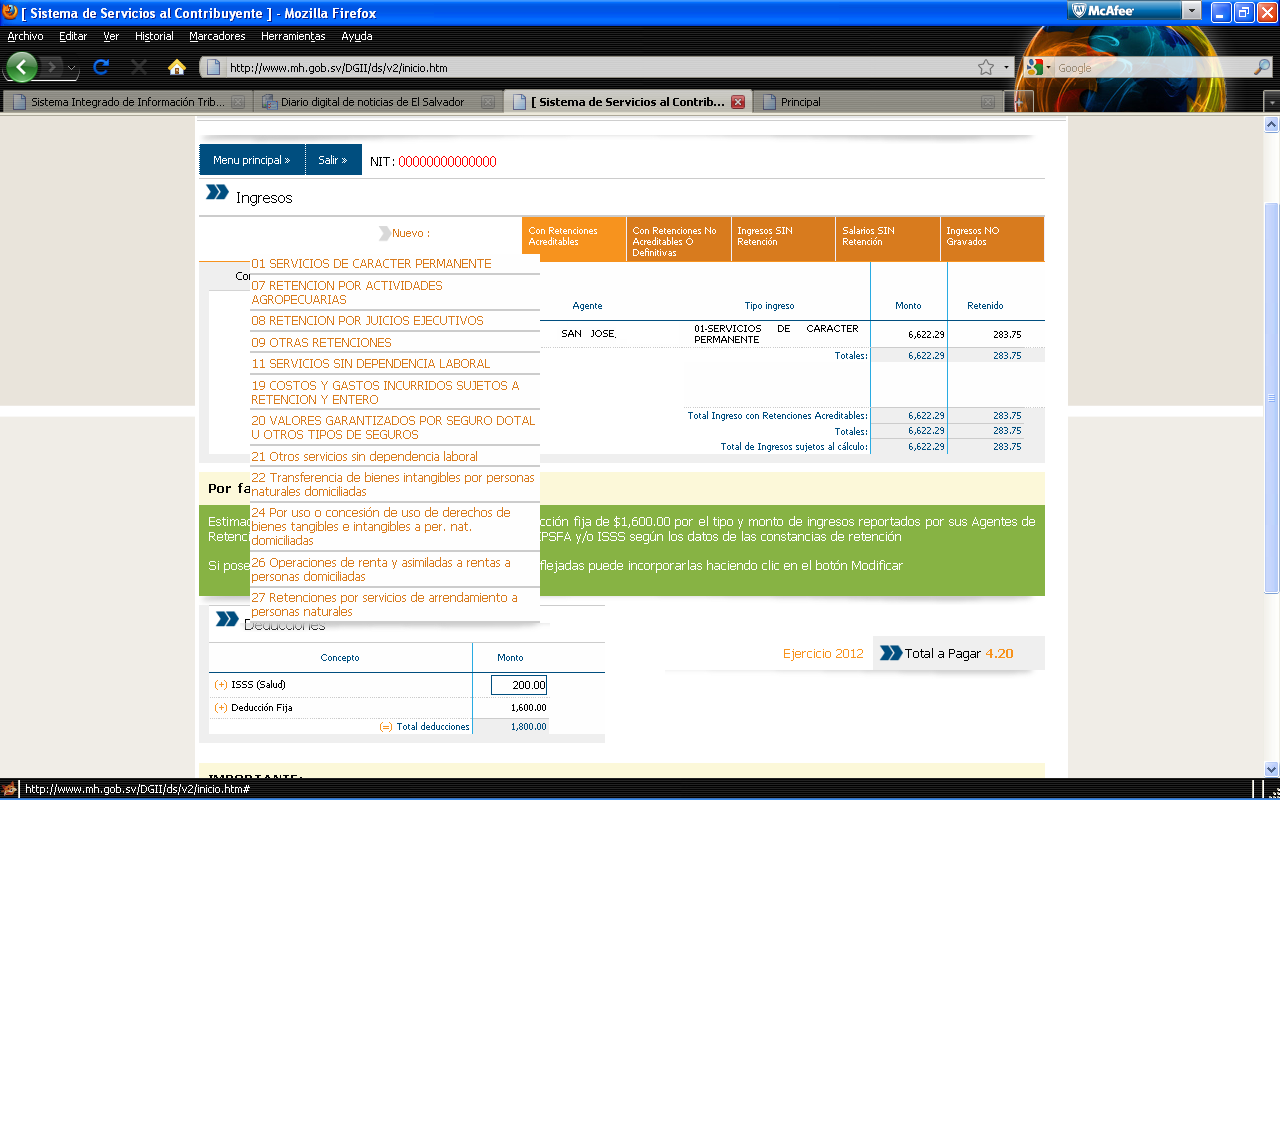 [ Sistema de Servicios al Contribuyente ] - Mozilla Firefox
McAfee
Archivo Editar Ver Historial Marcadores Herramientas Ayuda
http://www.mh.gob.sv/DGII/ds/v2/inicio.htm
Google
Sistema Integrado de Información Trib...
Diario digital de noticias de El Salvador
[ Sistema de Servicios al Contrib...
Principal
Menu principal »
Salir »
NIT: 00000000000000
Ingresos
Nuevo :
Con Retenciones
Acreditables
Con Retenciones No
Acreditables Ó
Definitivas
Ingresos SIN
Retención
Salarios SIN
Retención
Ingresos NO
Gravados
01 SERVICIOS DE CARACTER PERMANENTE
07 RETENCION POR ACTIVIDADES
AGROPECUARIAS
08 RETENCION POR JUICIOS EJECUTIVOS
09 OTRAS RETENCIONES
11 SERVICIOS SIN DEPENDENCIA LABORAL
19 COSTOS Y GASTOS INCURRIDOS SUJETOS A
RETENCION Y ENTERO
20 VALORES GARANTIZADOS POR SEGURO DOTAL
U OTROS TIPOS DE SEGUROS
21 Otros servicios sin dependencia laboral
22 Transferencia de bienes intangibles por personas
naturales domiciliadas
24 Por uso o concesión de uso de derechos de
bienes tangibles e intangibles a per. nat.
domiciliadas
26 Operaciones de renta y asimiladas a rentas a
personas domiciliadas
27 Retenciones por servicios de arrendamiento a
personas naturales
Agente Tipo ingreso Monto Retenido
SAN JOSE, 01-SERVICIOS DE CARACTER
PERMANENTE 6,622.29 283.75
Totales: 6,622.29 283.75
Total Ingreso con Retenciones Acreditables: 6,622.29 283.75
Totales: 6,622.29 283.75
Total de Ingresos sujetos al cálculo: 6,622.29 283.75
Por fa
Estimad cción fija de $1,600.00 por el tipo y monto de ingresos reportados por sus Agentes de
Retenci IPSFA y/o ISSS según los datos de las constancias de retención
Si pose flejadas puede incorporarlas haciendo clic en el botón Modificar
Deducciones
Concepto Monto
(+) ISSS (Salud) 200.00
(+) Deducción Fija 1,600.00
(=) Total deducciones 1,800.00
Ejercicio 2012
Total a Pagar 4.20
IMPORTANTE:
http://www.mh.gob.sv/DGII/ds/v2/inicio.htm#